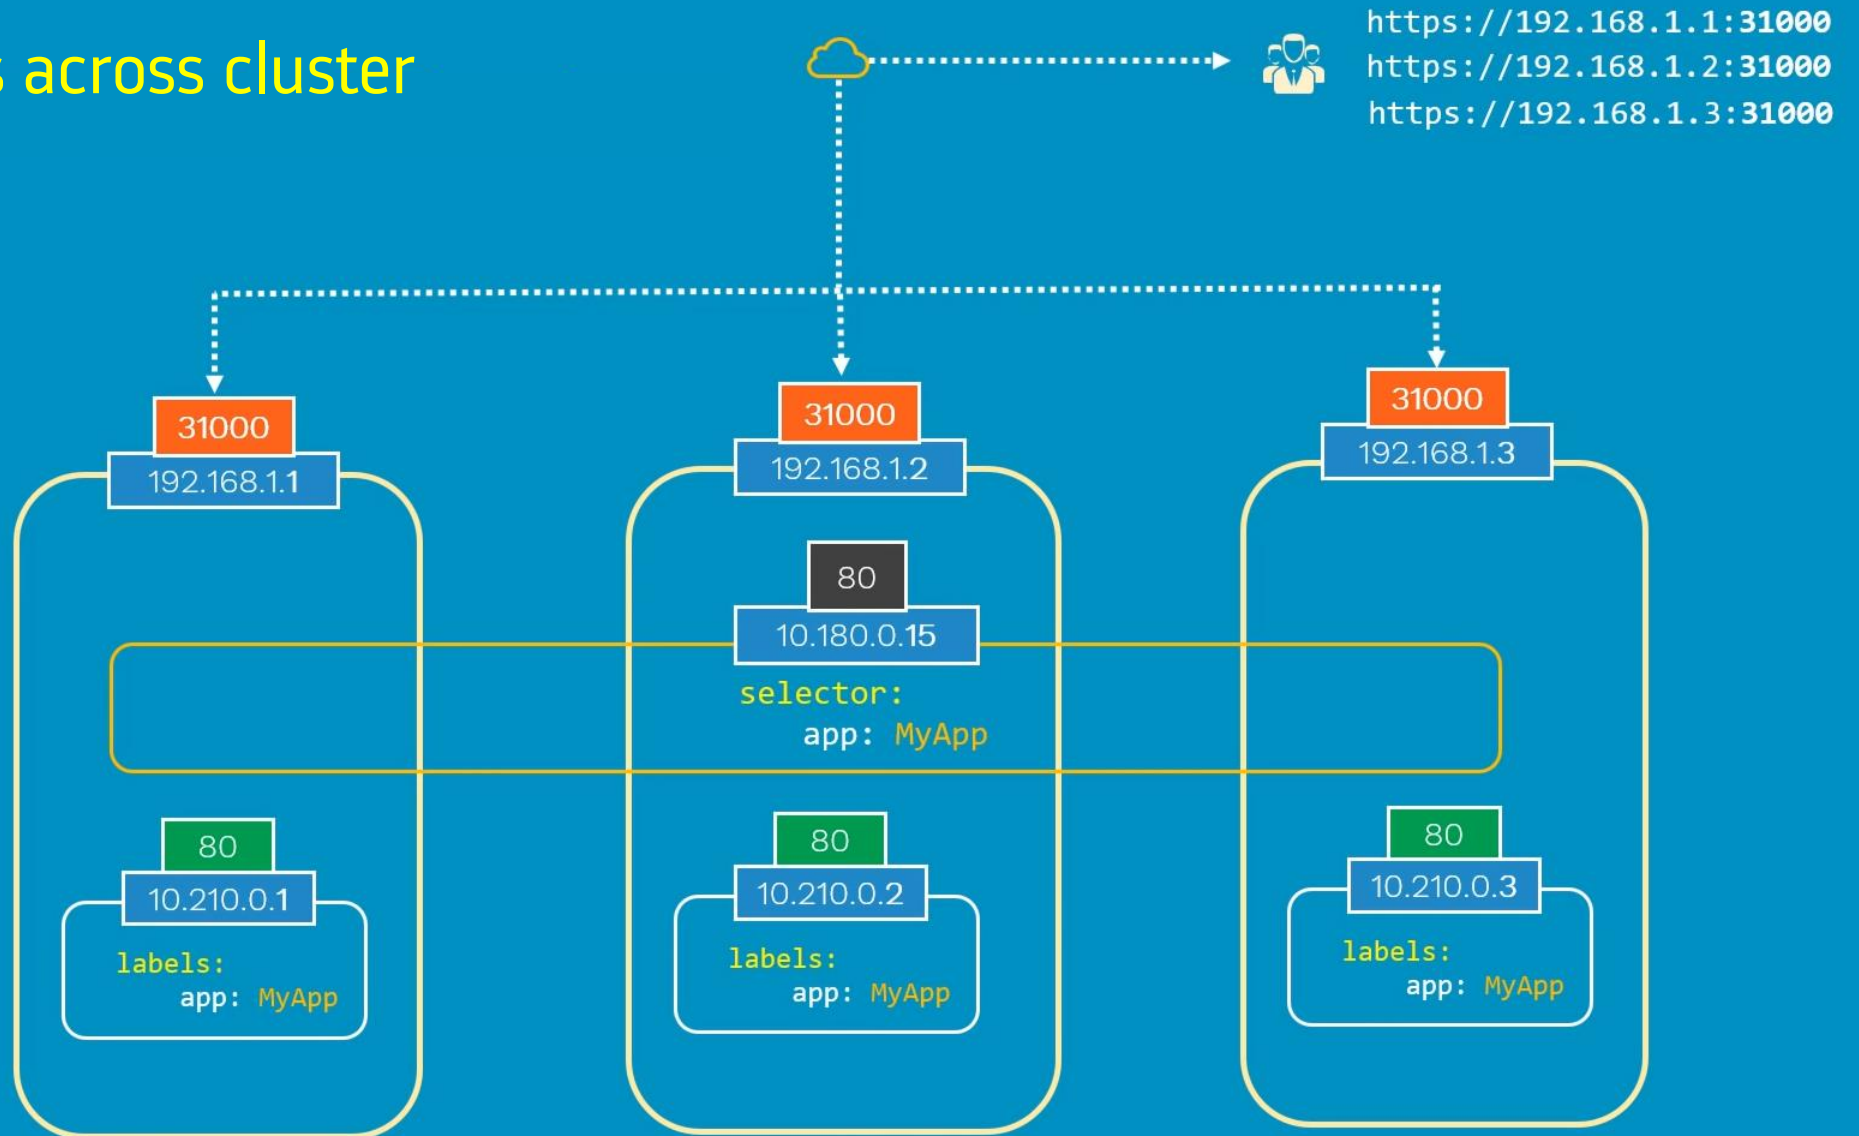 s across cluster
https://192.168.1.1:31000
https://192.168.1.2:31000
https://192.168.1.3:31000
31000
192.168.1.1
31000
192.168.1.2
31000
192.168.1.3
80
10.180.0.15
selector:
app: MyApp
80
10.210.0.1
labels:
app: MyApp
80
10.210.0.2
labels:
app: MyApp
80
10.210.0.3
labels:
app: MyApp